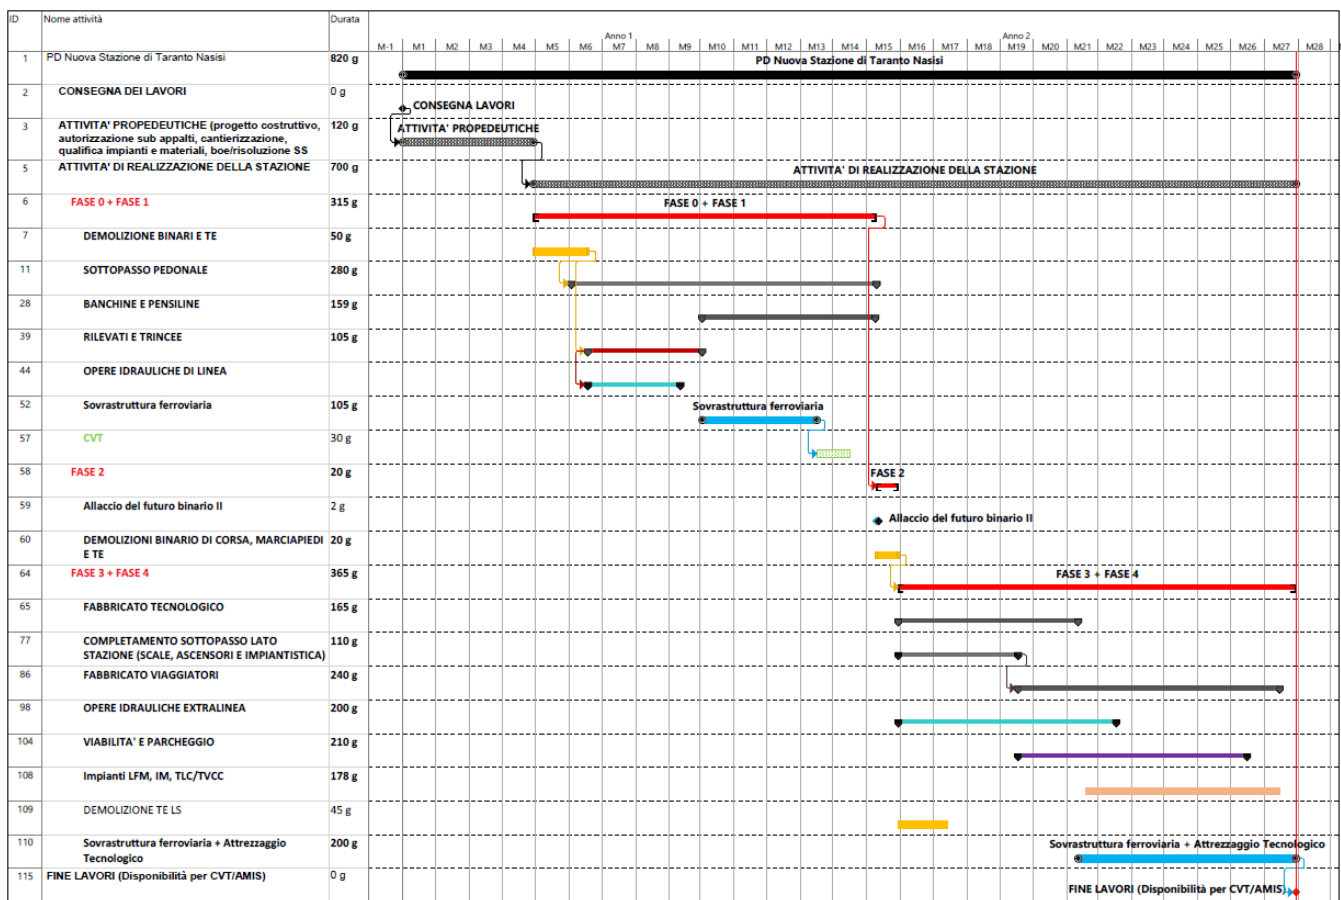 ID Nome attività Durata
Anno 1 Anno 2
M-1 M1 M2 M3 M4 M5 M6 M7 M8 M9 M10 M11 M12 M13 M14 M15 M16 M17 M18 M19 M20 M21 M22 M23 M24 M25 M26 M27 M28
1 PD Nuova Stazione di Taranto Nasisi 820 g PD Nuova Stazione di Taranto Nasisi
2 CONSEGNA DEI LAVORI 0 g CONSEGNA LAVORI
3 ATTIVITA' PROPEDEUTICHE (progetto costruttivo, 120 g ATTIVITA' PROPEDEUTICHE
autorizzazione sub appalti, cantierizzazione,
qualifica impianti e materiali, boe/risoluzione SS
5 ATTIVITA' DI REALIZZAZIONE DELLA STAZIONE 700 g ATTIVITA' DI REALIZZAZIONE DELLA STAZIONE
6 FASE 0 + FASE 1 315 g FASE 0 + FASE 1
7 DEMOLIZIONE BINARI E TE 50 g
11 SOTTOPASSO PEDONALE 280 g
28 BANCHINE E PENSILINE 159 g
39 RILEVATI E TRINCEE 105 g
44 OPERE IDRAULICHE DI LINEA
52 Sovrastruttura ferroviaria 105 g Sovrastruttura ferroviaria
57 CVT 30 g
58 FASE 2 20 g FASE 2
59 Allaccio del futuro binario II 2 g Allaccio del futuro binario II
60 DEMOLIZIONI BINARIO DI CORSA, MARCIAPIEDI 20 g
E TE
64 FASE 3 + FASE 4 365 g FASE 3 + FASE 4
65 FABBRICATO TECNOLOGICO 165 g
77 COMPLETAMENTO SOTTOPASSO LATO 110 g
STAZIONE (SCALE, ASCENSORI E IMPIANTISTICA)
86 FABBRICATO VIAGGIATORI 240 g
98 OPERE IDRAULICHE EXTRALINEA 200 g
104 VIABILITA' E PARCHEGGIO 210 g
108 Impianti LFM, IM, TLC/TVCC 178 g
109 DEMOLIZIONE TE LS 45 g
110 Sovrastruttura ferroviaria + Attrezzaggio 200 g Sovrastruttura ferroviaria + Attrezzaggio Tecnologico
Tecnologico
115 FINE LAVORI (Disponibilità per CVT/AMIS) 0 g FINE LAVORI (Disponibilità per CVT/AMIS)